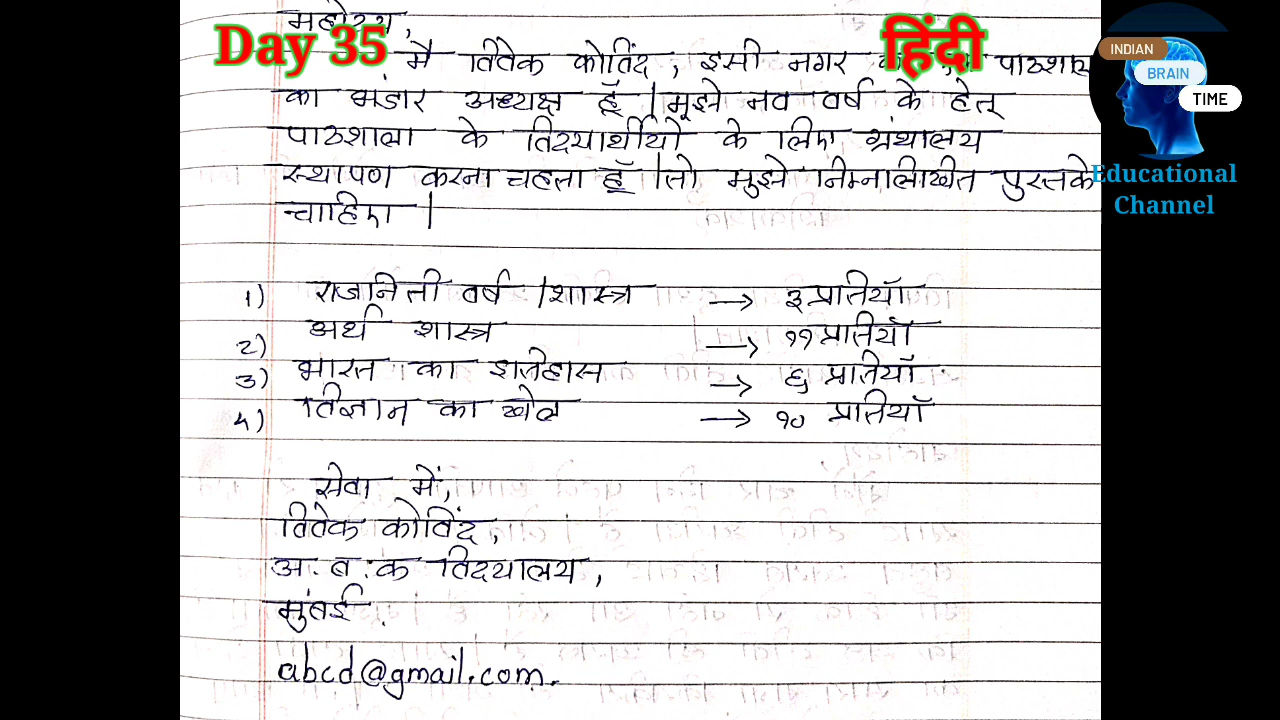 महोदय,
Day 35
हिंदी
मै विवेक कोविंद, इसी नगर पाठशाला
का भंडार अध्यक्ष हूँ | मूझे नव वर्ष के हेतू
पाठशाला के विद्यार्थीयो के लिए ग्रंथालय
स्थापण करना चहता हूँ | तो मुझे निम्नलिखीत पुस्तके
चाहिए |
1) राजनिती वर्ष / शास्त्र → ३ प्रतियाँ
2) अर्थ शास्त्र → ११ प्रतियाँ
3) भारत का इतिहास → ६ प्रतियाँ
4) विज्ञान का खेल → १० प्रतियाँ
सेवा में,
विवेक कोविंद,
अ. ब. क विद्यालय,
मुंबई.
abcd@gmail.com.
INDIAN
BRAIN
TIME
Educational
Channel